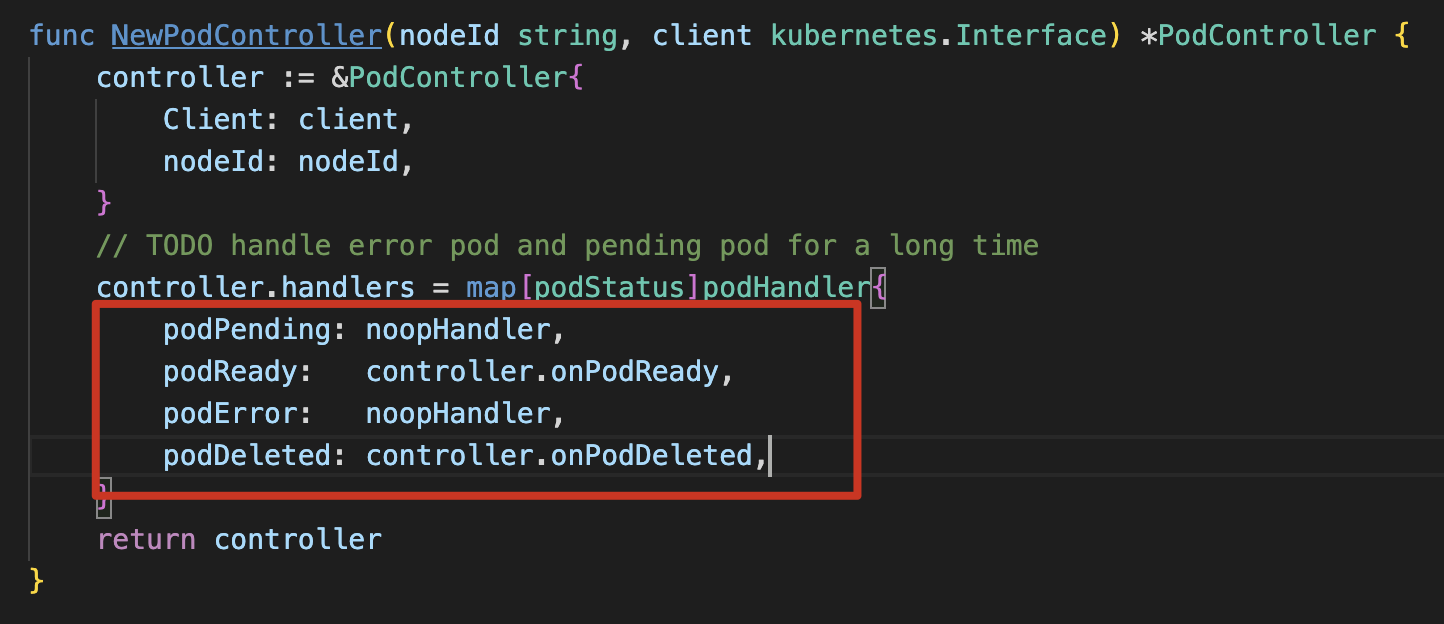 func NewPodController(nodeId string, client kubernetes.Interface) *PodController {
    controller := &PodController{
        Client: client,
        nodeId: nodeId,
    }
    // TODO handle error pod and pending pod for a long time
    controller.handlers = map[podStatus]podHandler{
        podPending: noopHandler,
        podReady:   controller.onPodReady,
        podError:   noopHandler,
        podDeleted: controller.onPodDeleted,
    }
    return controller
}